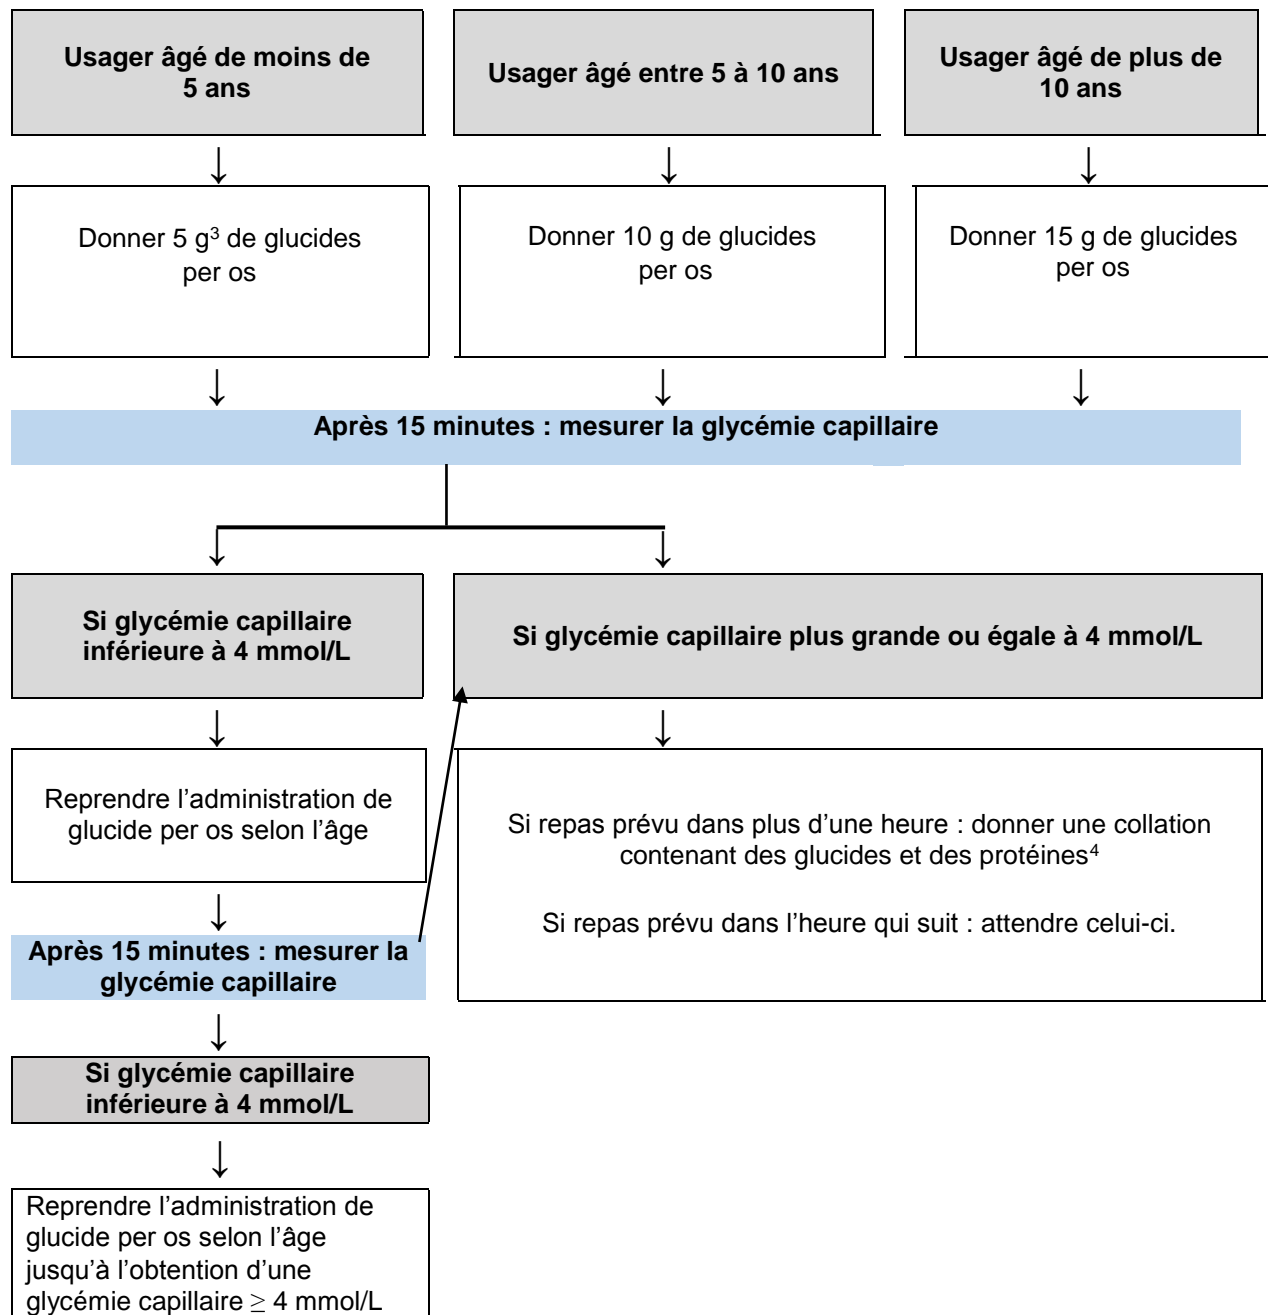 Usager âgé de moins de
5 ans
Usager âgé entre 5 à 10 ans
Usager âgé de plus de
10 ans
Donner 5 g³ de glucides
per os
Donner 10 g de glucides
per os
Donner 15 g de glucides
per os
Après 15 minutes : mesurer la glycémie capillaire
Si glycémie capillaire
inférieure à 4 mmol/L
Si glycémie capillaire plus grande ou égale à 4 mmol/L
Reprendre l’administration de
glucide per os selon l’âge
Si repas prévu dans plus d’une heure : donner une collation
contenant des glucides et des protéines⁴
Si repas prévu dans l’heure qui suit : attendre celui-ci.
Après 15 minutes : mesurer la
glycémie capillaire
Si glycémie capillaire
inférieure à 4 mmol/L
Reprendre l’administration de
glucide per os selon l’âge
jusqu’à l’obtention d’une
glycémie capillaire ≥ 4 mmol/L